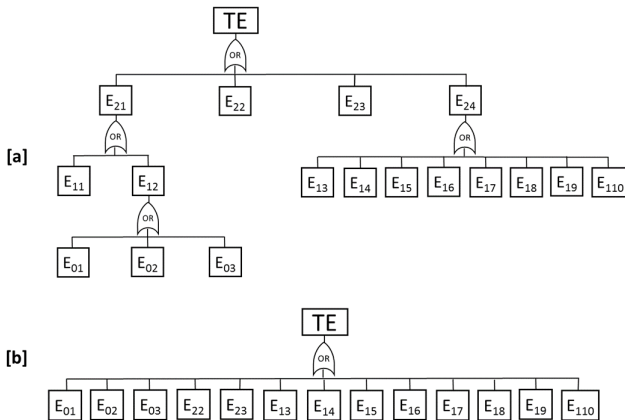 TE
OR
E21 E22 E23 E24
[a]
OR OR
E11 E12 E13 E14 E15 E16 E17 E18 E19 E110
OR
E01 E02 E03
TE
[b]
OR
E01 E02 E03 E22 E23 E13 E14 E15 E16 E17 E18 E19 E110